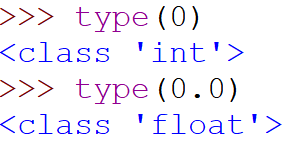 >>> type(0)
<class 'int'>
>>> type(0.0)
<class 'float'>